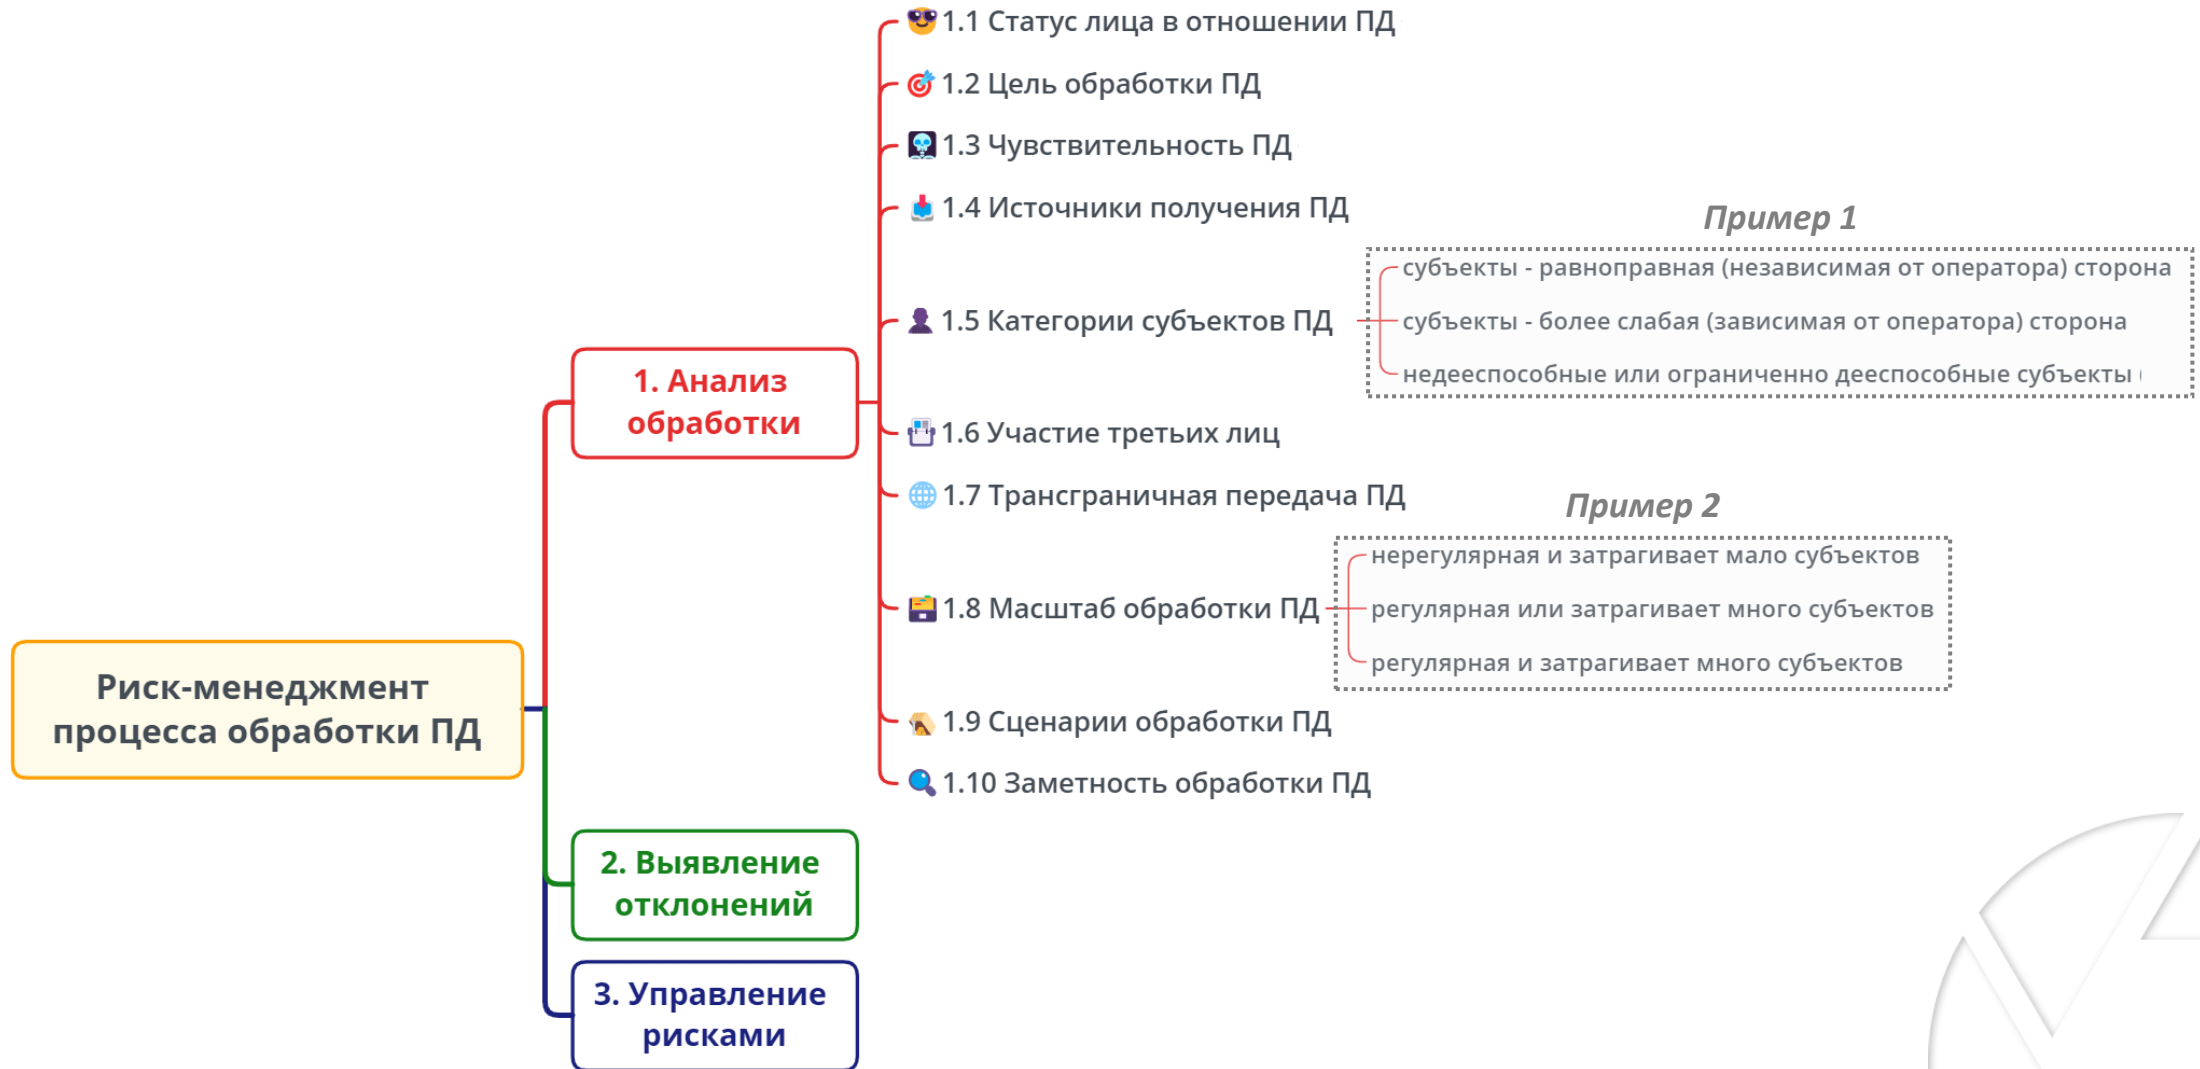 1.1 Статус лица в отношении ПД
1.2 Цель обработки ПД
1.3 Чувствительность ПД
1.4 Источники получения ПД
Пример 1
субъекты - равноправная (независимая от оператора) сторона
1.5 Категории субъектов ПД
субъекты - более слабая (зависимая от оператора) сторона
недееспособные или ограниченно дееспособные субъекты (
1. Анализ
обработки
1.6 Участие третьих лиц
1.7 Трансграничная передача ПД
Пример 2
нерегулярная и затрагивает мало субъектов
1.8 Масштаб обработки ПД
регулярная или затрагивает много субъектов
регулярная и затрагивает много субъектов
Риск-менеджмент
процесса обработки ПД
1.9 Сценарии обработки ПД
1.10 Заметность обработки ПД
2. Выявление
отклонений
3. Управление
рисками